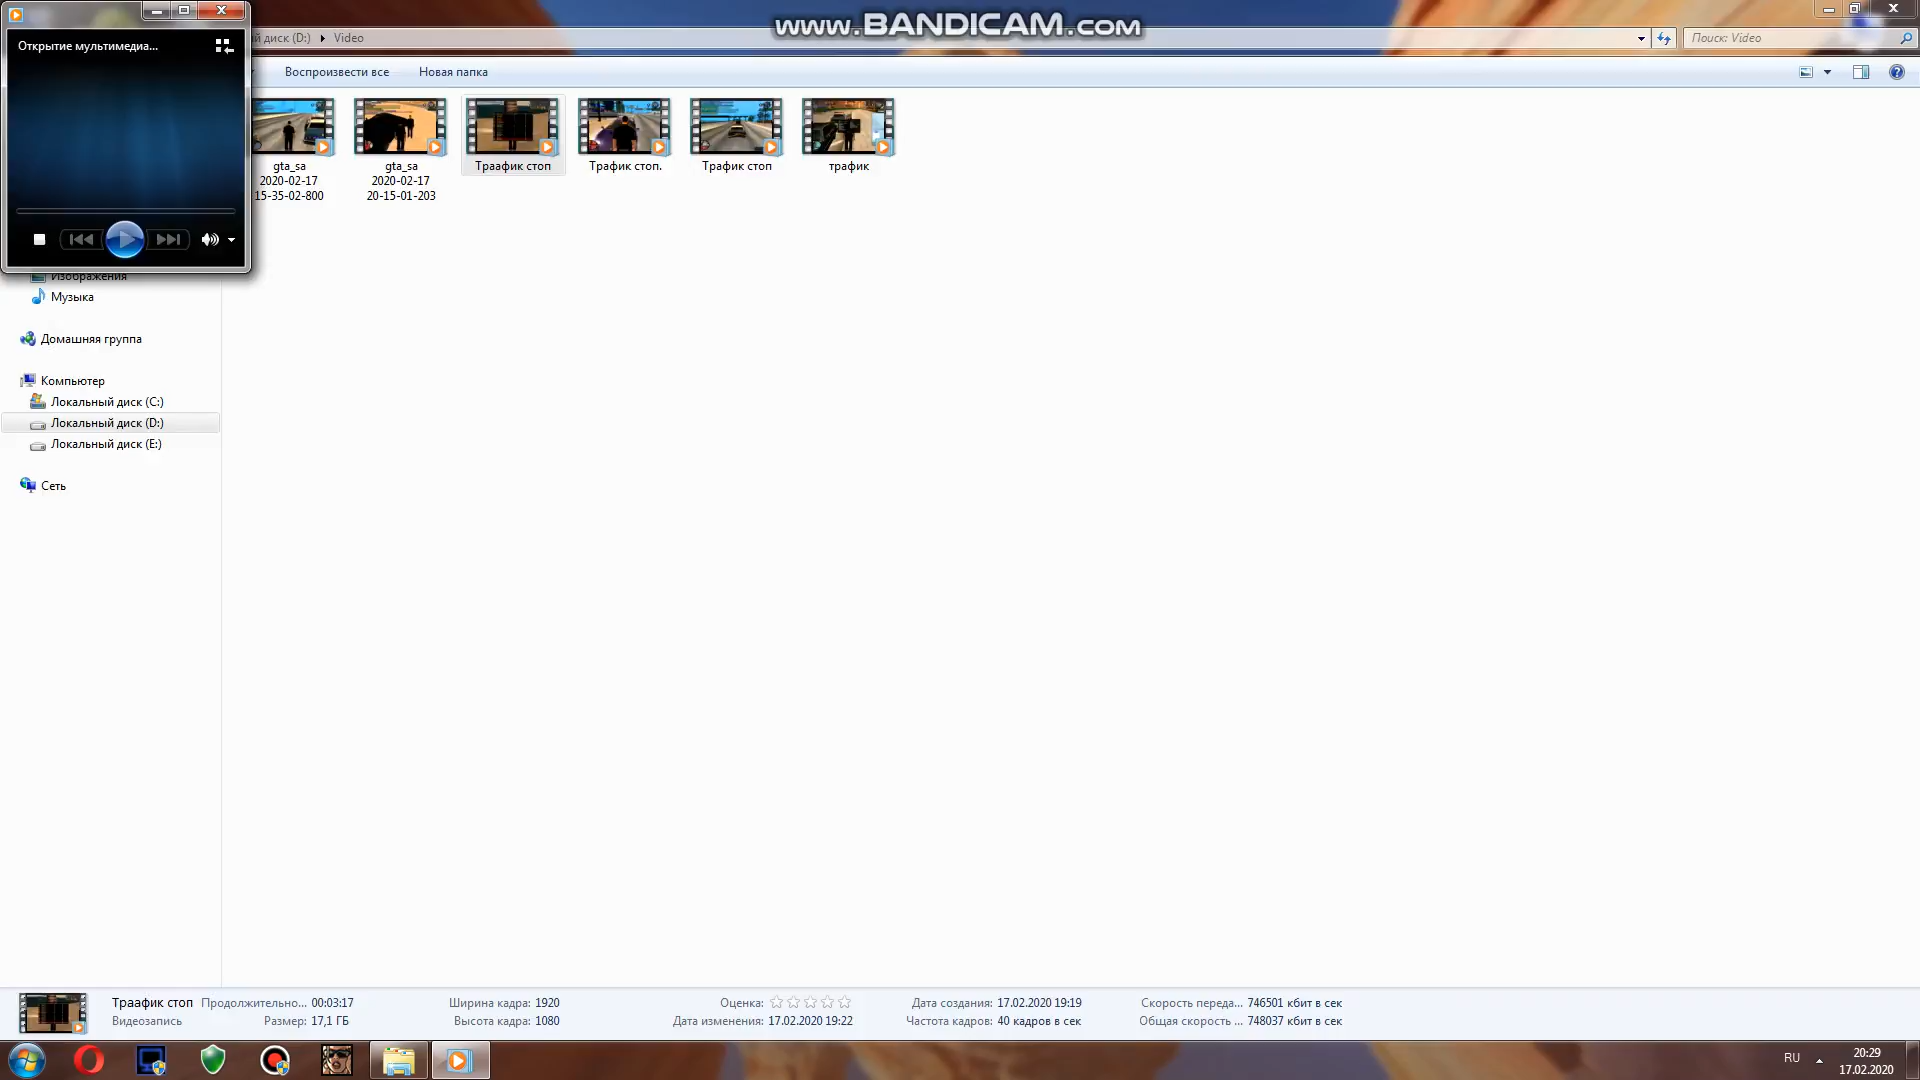 www.BANDICAM.com
Открытие мультимедиа...
й диск (D:) Video
Поиск: Video
Воспроизвести все
Новая папка
gta_sa
2020-02-17
15-35-02-800
gta_sa
2020-02-17
20-15-01-203
Траафик стоп
Трафик стоп.
Трафик стоп
трафик
Изображения
Музыка
Домашняя группа
Компьютер
Локальный диск (C:)
Локальный диск (D:)
Локальный диск (E:)
Сеть
Траафик стоп Продолжительно... 00:03:17 Ширина кадра: 1920 Оценка: Дата создания: 17.02.2020 19:19 Скорость переда... 746501 кбит в сек
Видеозапись Размер: 17,1 ГБ Высота кадра: 1080 Дата изменения: 17.02.2020 19:22 Частота кадров: 40 кадров в сек Общая скорость ... 748037 кбит в сек
RU
20:29
17.02.2020